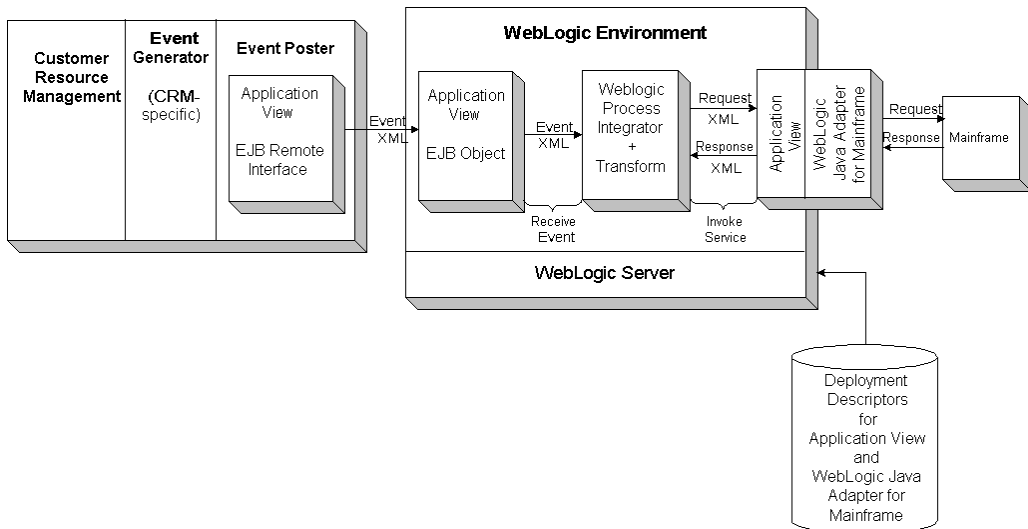 Customer
Resource
Management
Event
Generator
(CRM-
specific)
Event Poster
Application
View
EJB Remote
Interface
Event
XML
WebLogic Environment
Application
View
EJB Object
Event
XML
Receive
Event
Weblogic
Process
Integrator
+
Transform
Request
XML
Response
XML
Invoke
Service
Application
View
WebLogic
Java Adapter
for Mainframe
Request
Response
Mainframe
WebLogic Server
Deployment
Descriptors
for
Application View
and
WebLogic Java
Adapter for
Mainframe